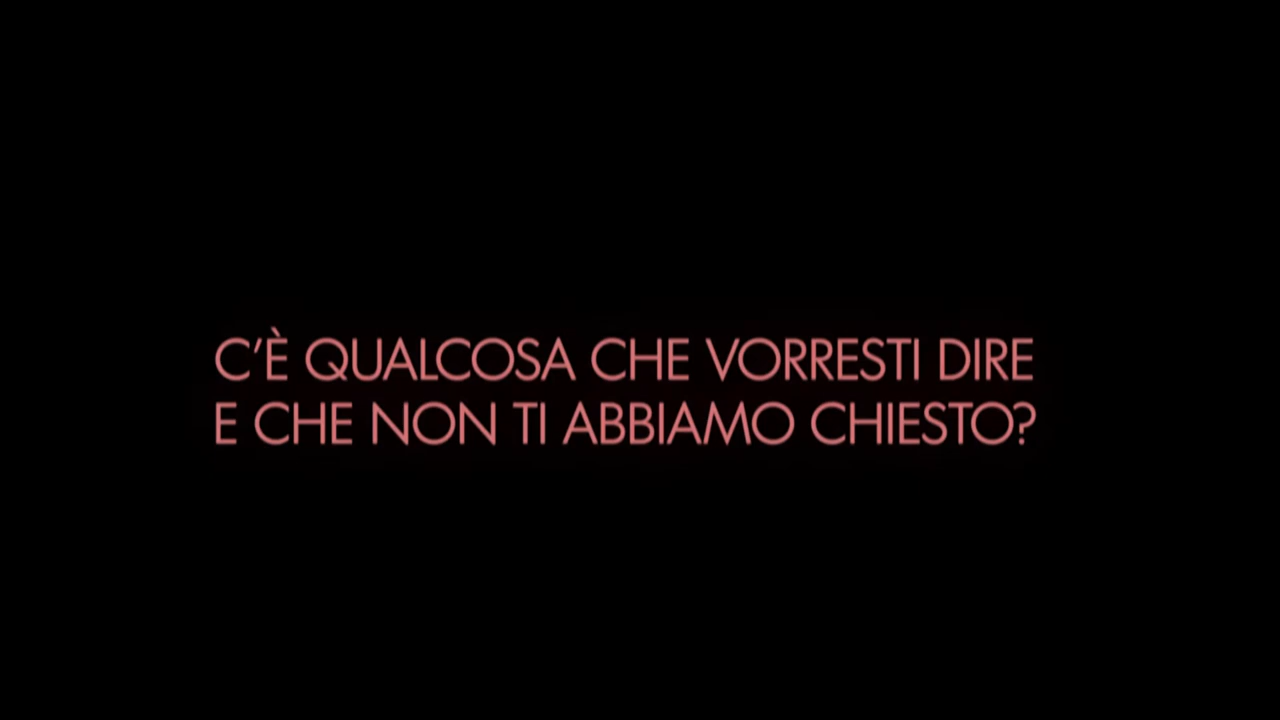 C’È QUALCOSA CHE VORRESTI DIRE
E CHE NON TI ABBIAMO CHIESTO?